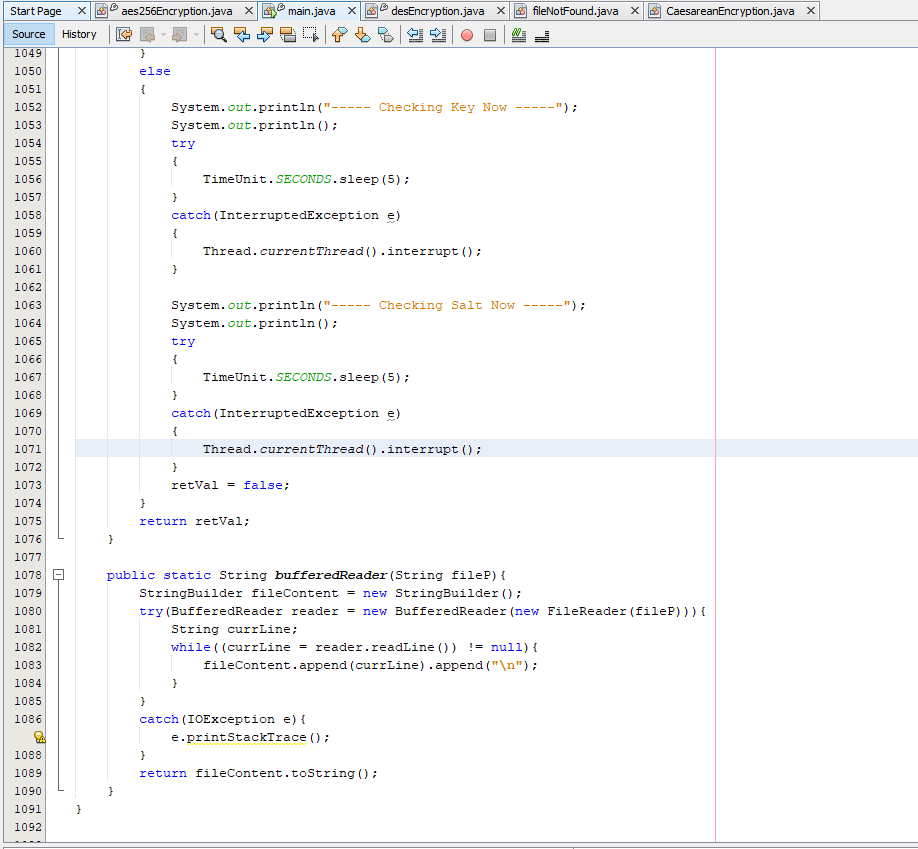 Start Page aes256Encryption.java main.java desEncryption.java fileNotFound.java CaesareanEncryption.java
Source History
1049 }
1050 else
1051 {
1052 System.out.println("----- Checking Key Now -----");
1053 System.out.println();
1054 try
1055 {
1056 TimeUnit.SECONDS.sleep(5);
1057 }
1058 catch(InterruptedException e)
1059 {
1060 Thread.currentThread().interrupt();
1061 }
1062
1063 System.out.println("----- Checking Salt Now -----");
1064 System.out.println();
1065 try
1066 {
1067 TimeUnit.SECONDS.sleep(5);
1068 }
1069 catch(InterruptedException e)
1070 {
1071 Thread.currentThread().interrupt();
1072 }
1073 retVal = false;
1074 }
1075 return retVal;
1076 }
1077
1078 public static String bufferedReader(String fileP){
1079 StringBuilder fileContent = new StringBuilder();
1080 try(BufferedReader reader = new BufferedReader(new FileReader(fileP))){
1081 String currLine;
1082 while((currLine = reader.readLine()) != null){
1083 fileContent.append(currLine).append("\n");
1084 }
1085 }
1086 catch(IOException e){
e.printStackTrace();
1088 }
1089 return fileContent.toString();
1090 }
1091 }
1092